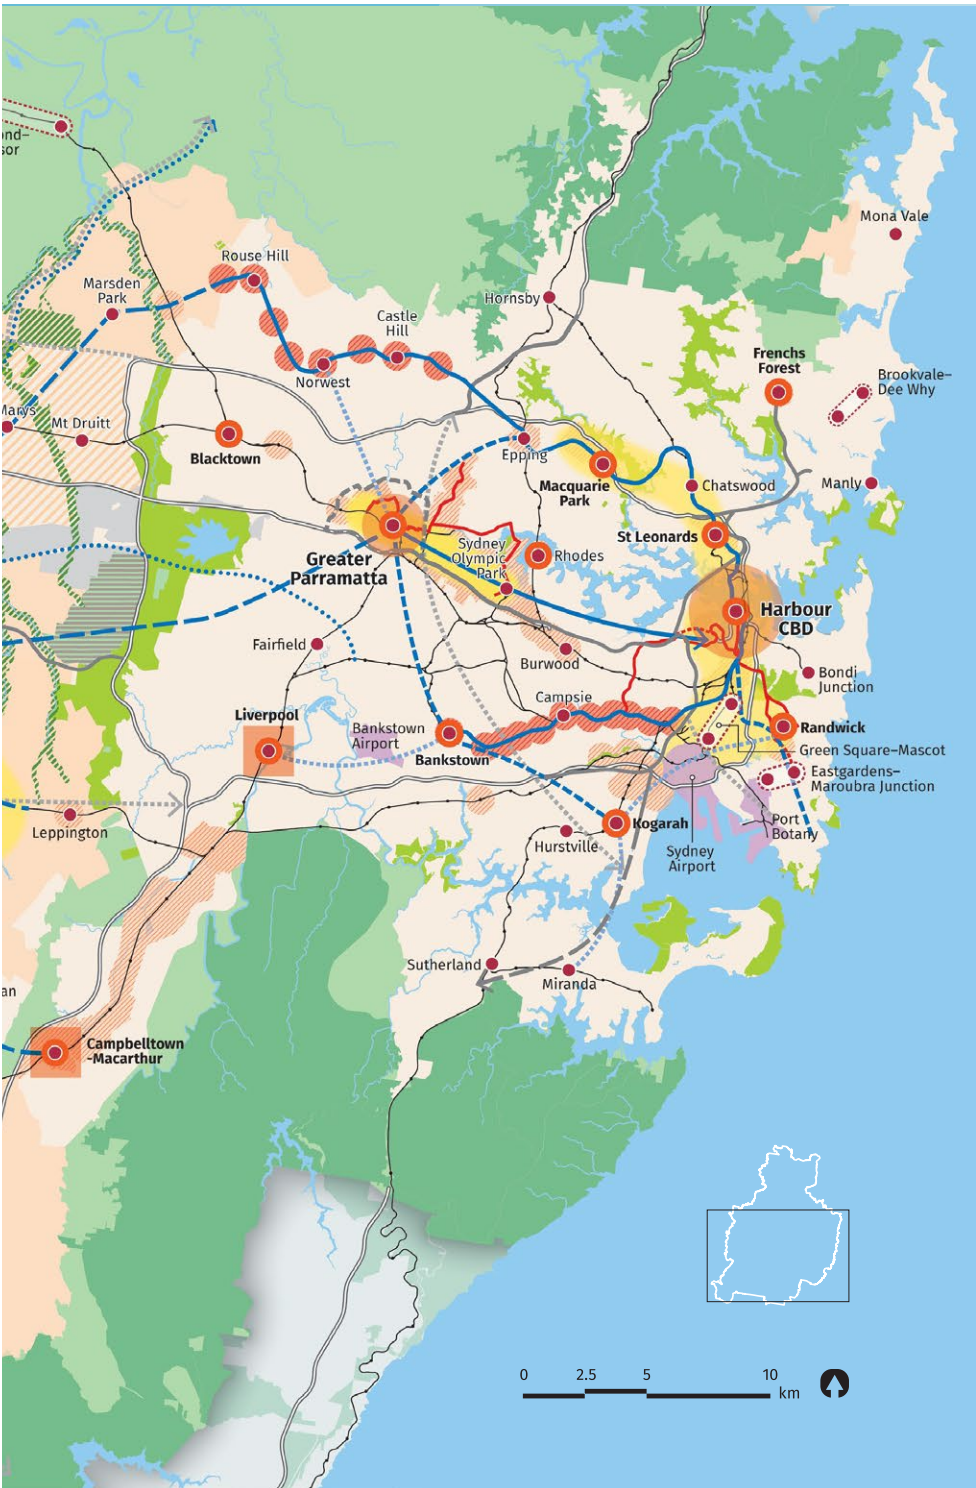 ond–
sor
Mona Vale
Rouse Hill
Marsden
Park
Hornsby
Castle
Hill
Frenchs
Forest
Norwest
Brookvale–
Dee Why
Marys
Mt Druitt
Blacktown
Epping
Macquarie
Park
Chatswood
Manly
St Leonards
Sydney
Olympic
Park
Rhodes
Greater
Parramatta
Harbour
CBD
Fairfield
Burwood
Bondi
Junction
Campsie
Liverpool
Bankstown
Airport
Randwick
Bankstown
Green Square–Mascot
Eastgardens–
Maroubra Junction
Leppington
Kogarah
Port
Botany
Hurstville
Sydney
Airport
Sutherland
Miranda
an
Campbelltown
-Macarthur
0 2.5 5 10
km